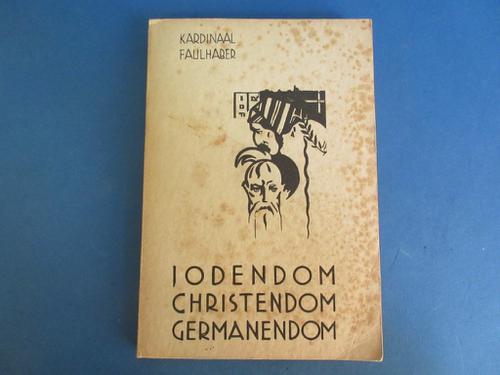 KARDINAAL
FAULHABER
JODENDOM
CHRISTENDOM
GERMANENDOM